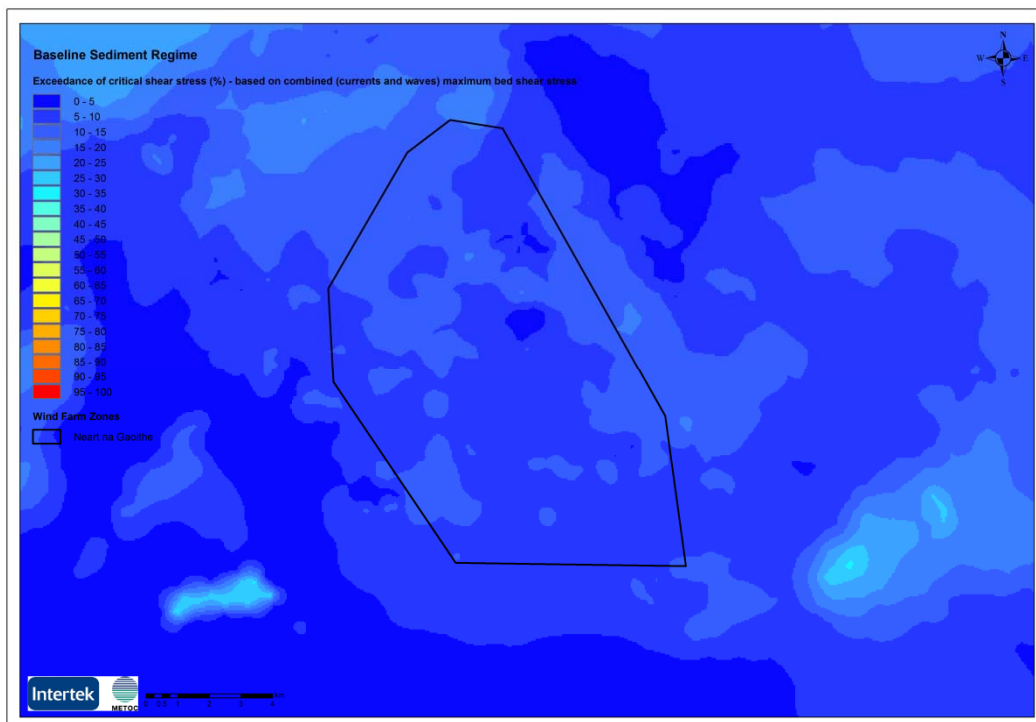 Baseline Sediment Regime
N
W E
S
Exceedance of critical shear stress (%) - based on combined (currents and waves) maximum bed shear stress
0 - 5
5 - 10
10 - 15
15 - 20
20 - 25
25 - 30
30 - 35
35 - 40
40 - 45
45 - 50
50 - 55
55 - 60
60 - 65
65 - 70
70 - 75
75 - 80
80 - 85
85 - 90
90 - 95
95 - 100
Wind Farm Zones
Neart na Gaoithe
Intertek
METOC
km
0 0.5 1 2 3 4